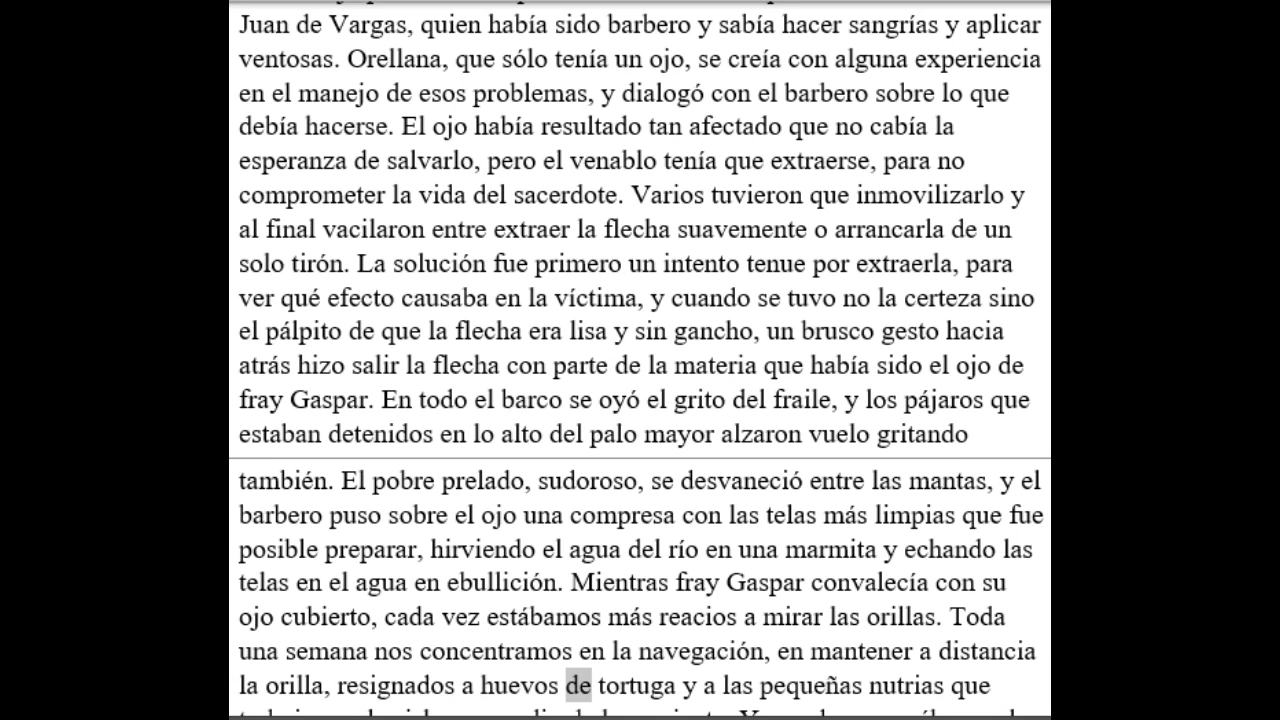 Juan de Vargas, quien había sido barbero y sabía hacer sangrías y aplicar
ventosas. Orellana, que sólo tenía un ojo, se creía con alguna experiencia
en el manejo de esos problemas, y dialogó con el barbero sobre lo que
debía hacerse. El ojo había resultado tan afectado que no cabía la
esperanza de salvarlo, pero el venablo tenía que extraerse, para no
comprometer la vida del sacerdote. Varios tuvieron que inmovilizarlo y
al final vacilaron entre extraer la flecha suavemente o arrancarla de un
solo tirón. La solución fue primero un intento tenue por extraerla, para
ver qué efecto causaba en la víctima, y cuando se tuvo no la certeza sino
el pálpito de que la flecha era lisa y sin gancho, un brusco gesto hacia
atrás hizo salir la flecha con parte de la materia que había sido el ojo de
fray Gaspar. En todo el barco se oyó el grito del fraile, y los pájaros que
estaban detenidos en lo alto del palo mayor alzaron vuelo gritando
también. El pobre prelado, sudoroso, se desvaneció entre las mantas, y el
barbero puso sobre el ojo una compresa con las telas más limpias que fue
posible preparar, hirviendo el agua del río en una marmita y echando las
telas en el agua en ebullición. Mientras fray Gaspar convalecía con su
ojo cubierto, cada vez estábamos más reacios a mirar las orillas. Toda
una semana nos concentramos en la navegación, en mantener a distancia
la orilla, resignados a huevos de tortuga y a las pequeñas nutrias que